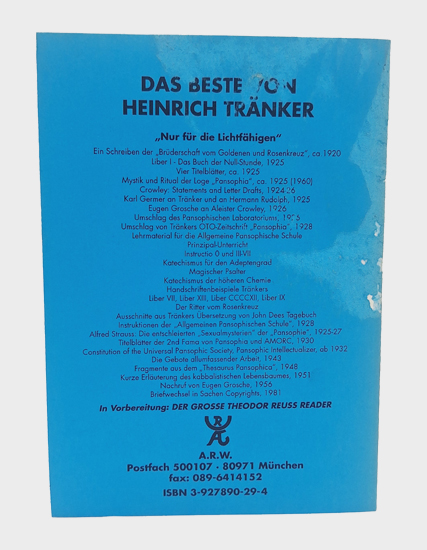 DAS BESTE VON
HEINRICH TRÄNKER
„Nur für die Lichtfähigen"
Ein Schreiben der „Brüderschaft vom Goldenen und Rosenkreuz", ca 1920
Liber I - Das Buch der Null-Stunde, 1925
Vier Titelblätter, ca. 1925
Mystik und Ritual der Loge „Pansophia", ca. 1925 (1960)
Crowley: Statements and Letter Drafts, 1924-26
Karl Germer an Tränker und an Hermann Rudolph, 1925
Eugen Grosche an Aleister Crowley, 1926
Umschlag des Pansophischen Laboratoriums,
Umschlag von Tränkers OTO-Zeitschrift „Pansophia", 1928
Lehrmaterial für die Allgemeine Pansophische Schule
Prinzipal-Unterricht
Instructio 0 und III-VII
Katechismus für den Adeptengrad
Magischer Psalter
Katechismus der höheren Chemie
Handschriftenbeispiele Tränkers
Liber VII, Liber XIII, Liber CCCCXII, Liber IX
Der Ritter vom Rosenkreuz
Ausschnitte aus Tränkers Übersetzung von John Dees Tagebuch
Instruktionen der „Allgemeinen Pansophischen Schule", 1928
Alfred Strauss: Die entschleierten „Sexualmysterien" der „Pansophie", 1925-27
Titelblätter der 2nd Fama von Pansophia und AMORC, 1930
Constitution of the Universal Pansophic Society, Pansophic Intellectualizer, ab 1932
Die Gebote allumfassender Arbeit, 1943
Fragmente aus dem „Thesaurus Pansophica", 1948
Kurze Erläuterung des kabbalistischen Lebensbaumes, 1951
Nachruf von Eugen Grosche, 1956
Briefwechsel in Sachen Copyrights, 1981
In Vorbereitung: DER GROSSE THEODOR REUSS READER
A.R.W.
Postfach 500107 · 80971 München
fax: 089-6414152
ISBN 3-927890-29-4